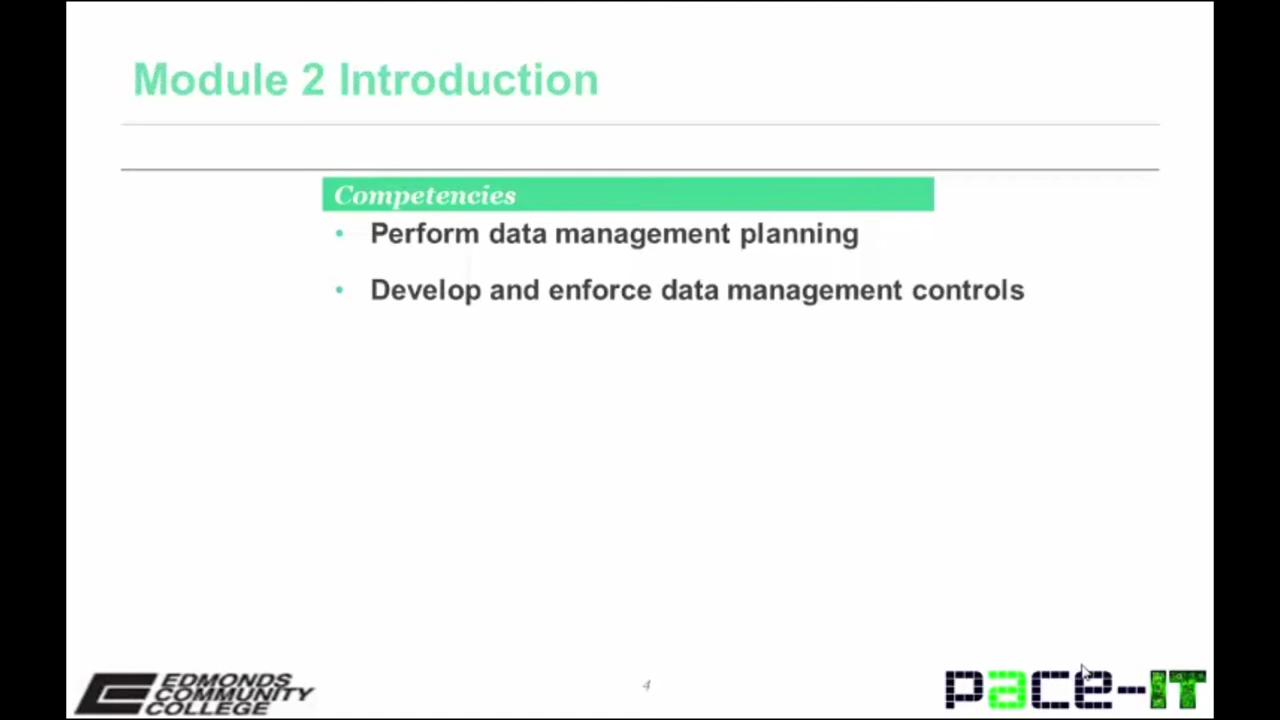 Module 2 Introduction
Competencies
• Perform data management planning
• Develop and enforce data management controls
EDMONDS
COMMUNITY
COLLEGE
4
pace-IT